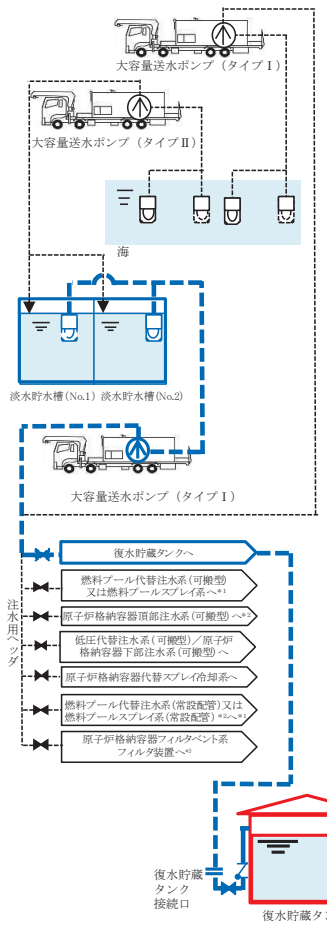 大容量送水ポンプ（タイプⅠ）
大容量送水ポンプ（タイプⅡ）
海
淡水貯水槽(No.1) 淡水貯水槽(No.2)
大容量送水ポンプ（タイプⅠ）
注水用ヘッダ
復水貯蔵タンクへ
燃料プール代替注水系(可搬型)
又は燃料プールスプレイ系へ*1
原子炉格納容器頂部注水系(可搬型)へ*2
低圧代替注水系(可搬型)／原子炉
格納容器下部注水系(可搬型)へ
原子炉格納容器代替スプレイ冷却系へ
燃料プール代替注水系(常設配管)又は
燃料プールスプレイ系(常設配管)*2へ*1
原子炉格納容器フィルタベント系
フィルタ装置へ*3
復水貯蔵
タンク
接続口
復水貯蔵タン